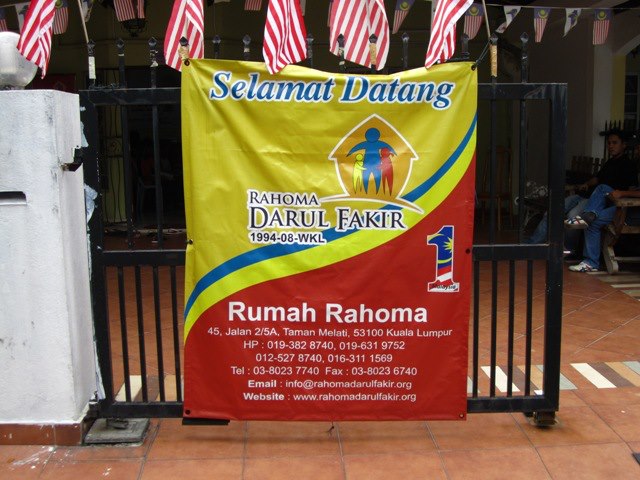 Selamat Datang
RAHOMA
DARUL FAKIR
1994-08-WKL
1
Malaysia
Rumah Rahoma
45, Jalan 2/5A, Taman Melati, 53100 Kuala Lumpur
HP : 019-382 8740, 019-631 9752
012-527 8740, 016-311 1569
Tel : 03-8023 7740 Fax : 03-8023 6740
Email : info@rahomadarulfakir.org
Website : www.rahomadarulfakir.org